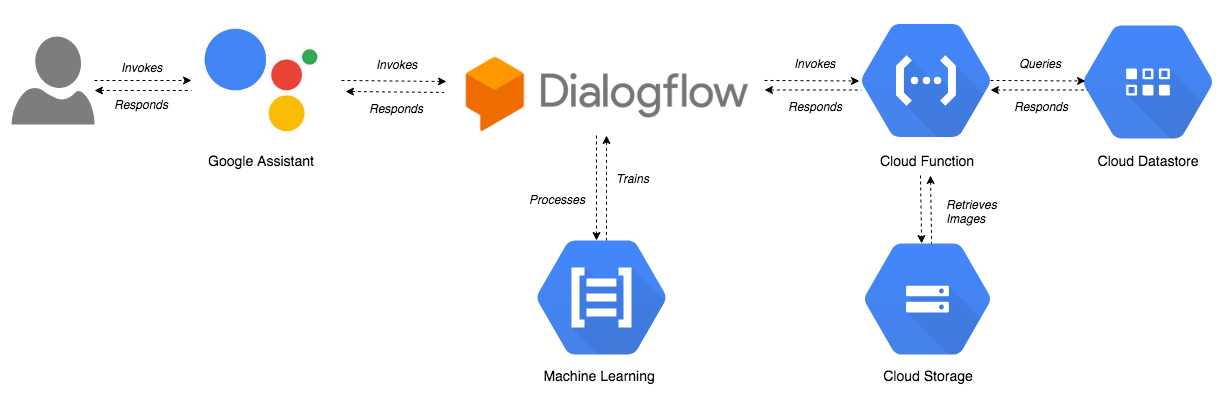 Invokes
Responds
Google Assistant
Invokes
Responds
Dialogflow
Invokes
Responds
Cloud Function
Queries
Responds
Cloud Datastore
Processes
Trains
Machine Learning
Retrieves
Images
Cloud Storage